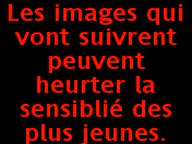 Les images qui
vont suivrent
peuvent
heurter la
sensiblié des
plus jeunes.